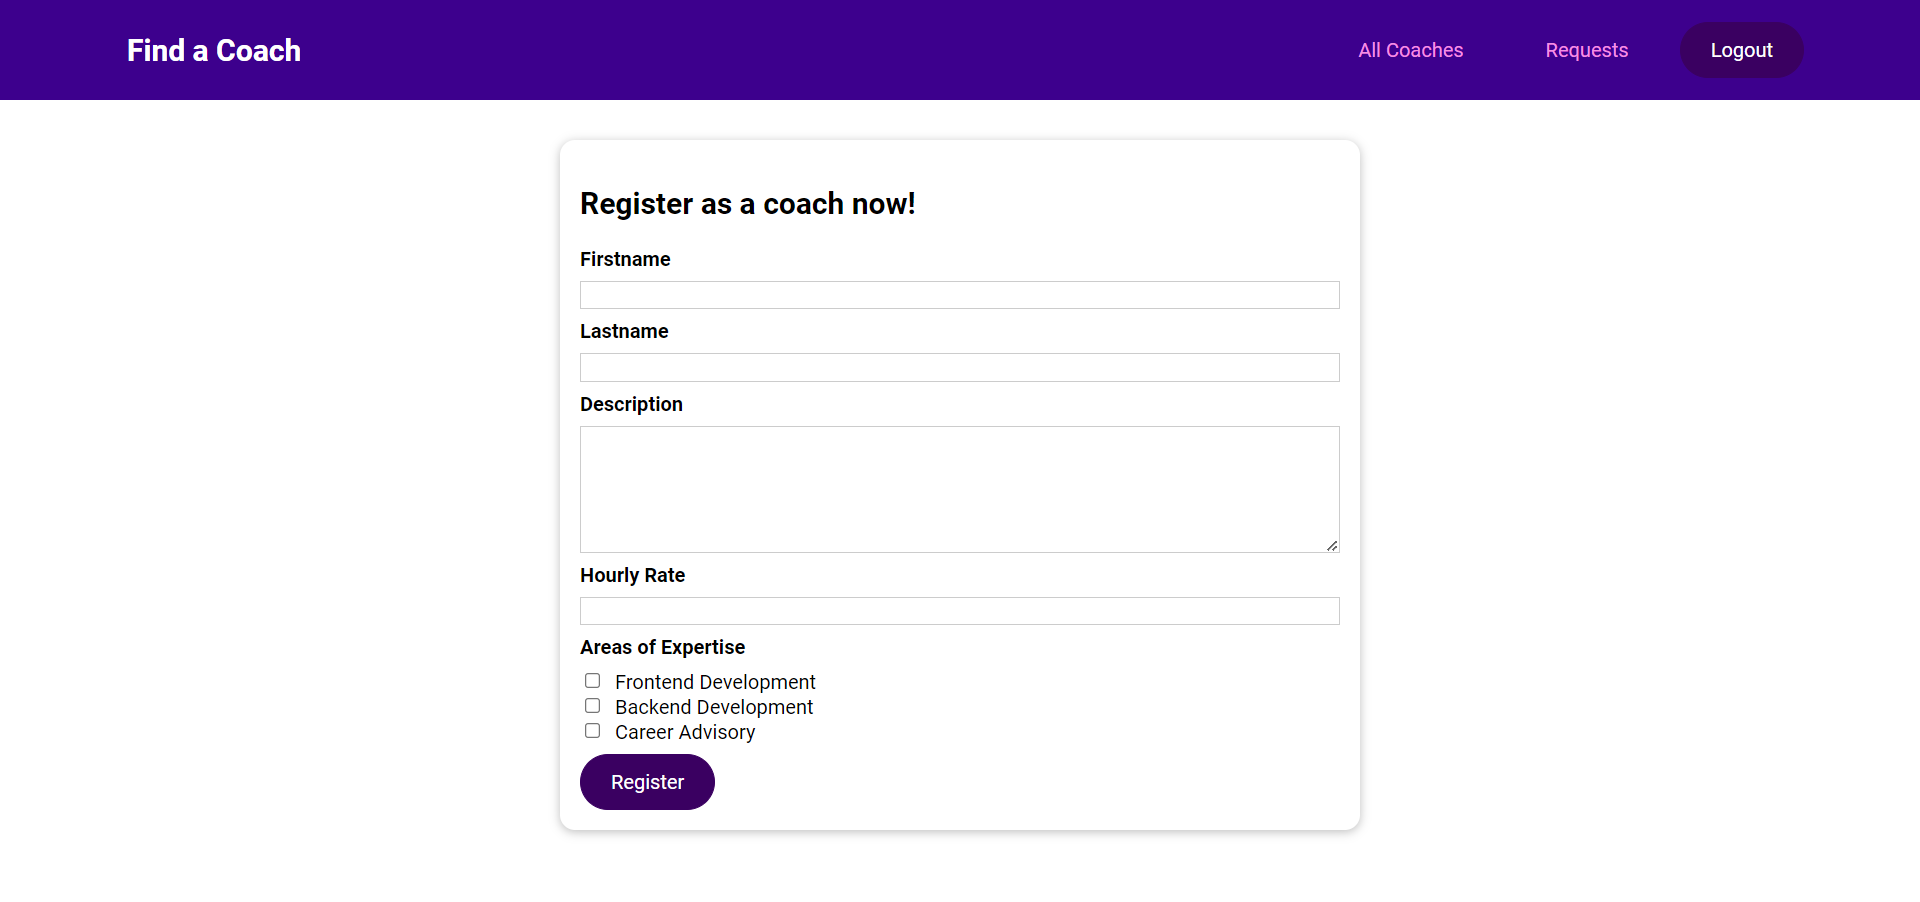 Find a Coach
All Coaches
Requests
Logout
Register as a coach now!
Firstname
Lastname
Description
Hourly Rate
Areas of Expertise
Frontend Development
Backend Development
Career Advisory
Register